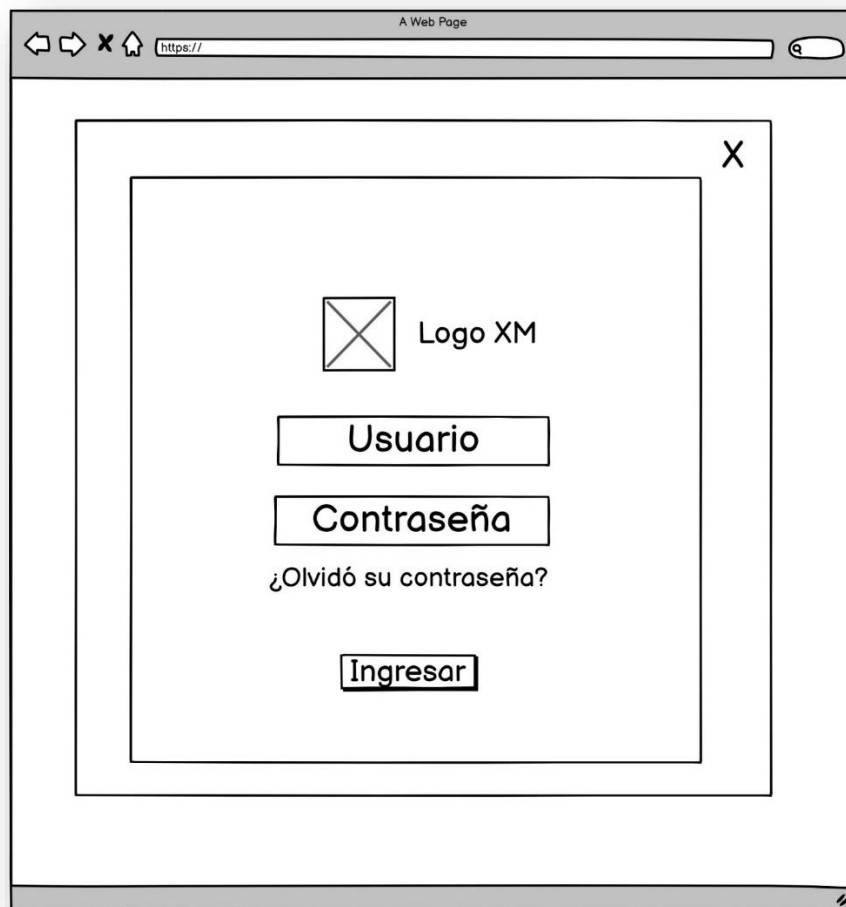 A Web Page
https://
X
Logo XM
Usuario
Contraseña
¿Olvidó su contraseña?
Ingresar